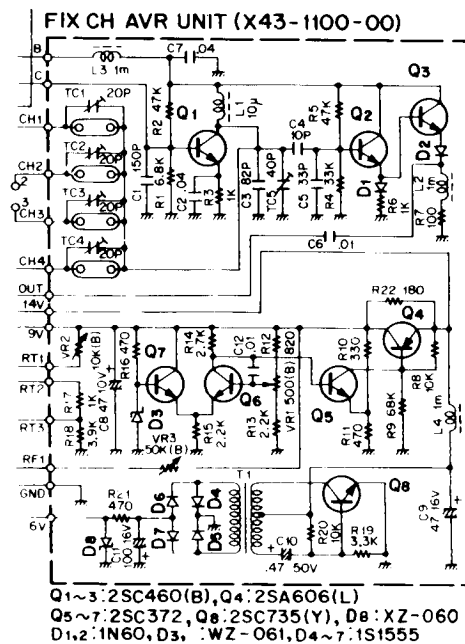 FIX CH AVR UNIT (X43-1100-00)
B
C7 .04
L3 1m
C
TC1
20P
CH1
R2 47K
Q1
L1
10μ
C4
10P
R5
47K
Q2
Q3
TC2
20P
CH2
C1 150P
R1 6.8K
C2 .04
R3
1K
C3 82P
40P
TC5
C5 33P
R4 33K
D1
R6
1K
D2
L2 1m
R7
100
2
3
TC3
20P
CH3
TC4
20P
CH4
C6 .01
OUT
14V
9V
R22 180
Q4
RT1
VR2
10K(B)
R16 470
Q7
R14
2.7K
C12
.01
R12
820
R10
330
R8
10K
RT2
R17
1K
C8 47 10V
D3
Q6
VR1 500(B)
Q5
L4 1m
RT3
R18
3.9K
R15
2.2K
R13
2.2K
R11
470
R9 68K
RF1
VR3
50K(B)
GND
T1
R21
470
D6
D4
Q8
6V
D8
C11
100 16V
D7
D5
C10
.47 50V
R20
10K
R19
3.3K
C9
47 16V
Q1~3:2SC460(B),Q4:2SA606(L)
Q5~7:2SC372,Q8:2SC735(Y), D8:XZ-060
D1,2:1N60, D3, :WZ-061,D4~7:1S1555